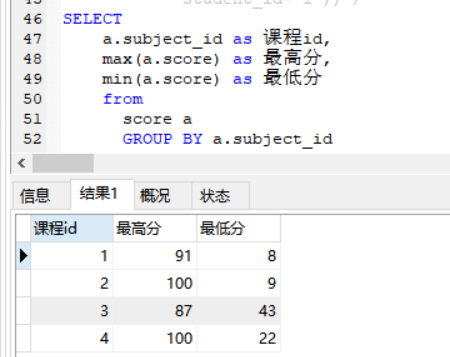 student_id='1')) /
46 SELECT
47 a.subject_id as 课程id,
48 max(a.score) as 最高分,
49 min(a.score) as 最低分
50 from
51 score a
52 GROUP BY a.subject_id
信息 结果1 概况 状态
课程id 最高分 最低分
1 91 8
2 100 9
3 87 43
4 100 22